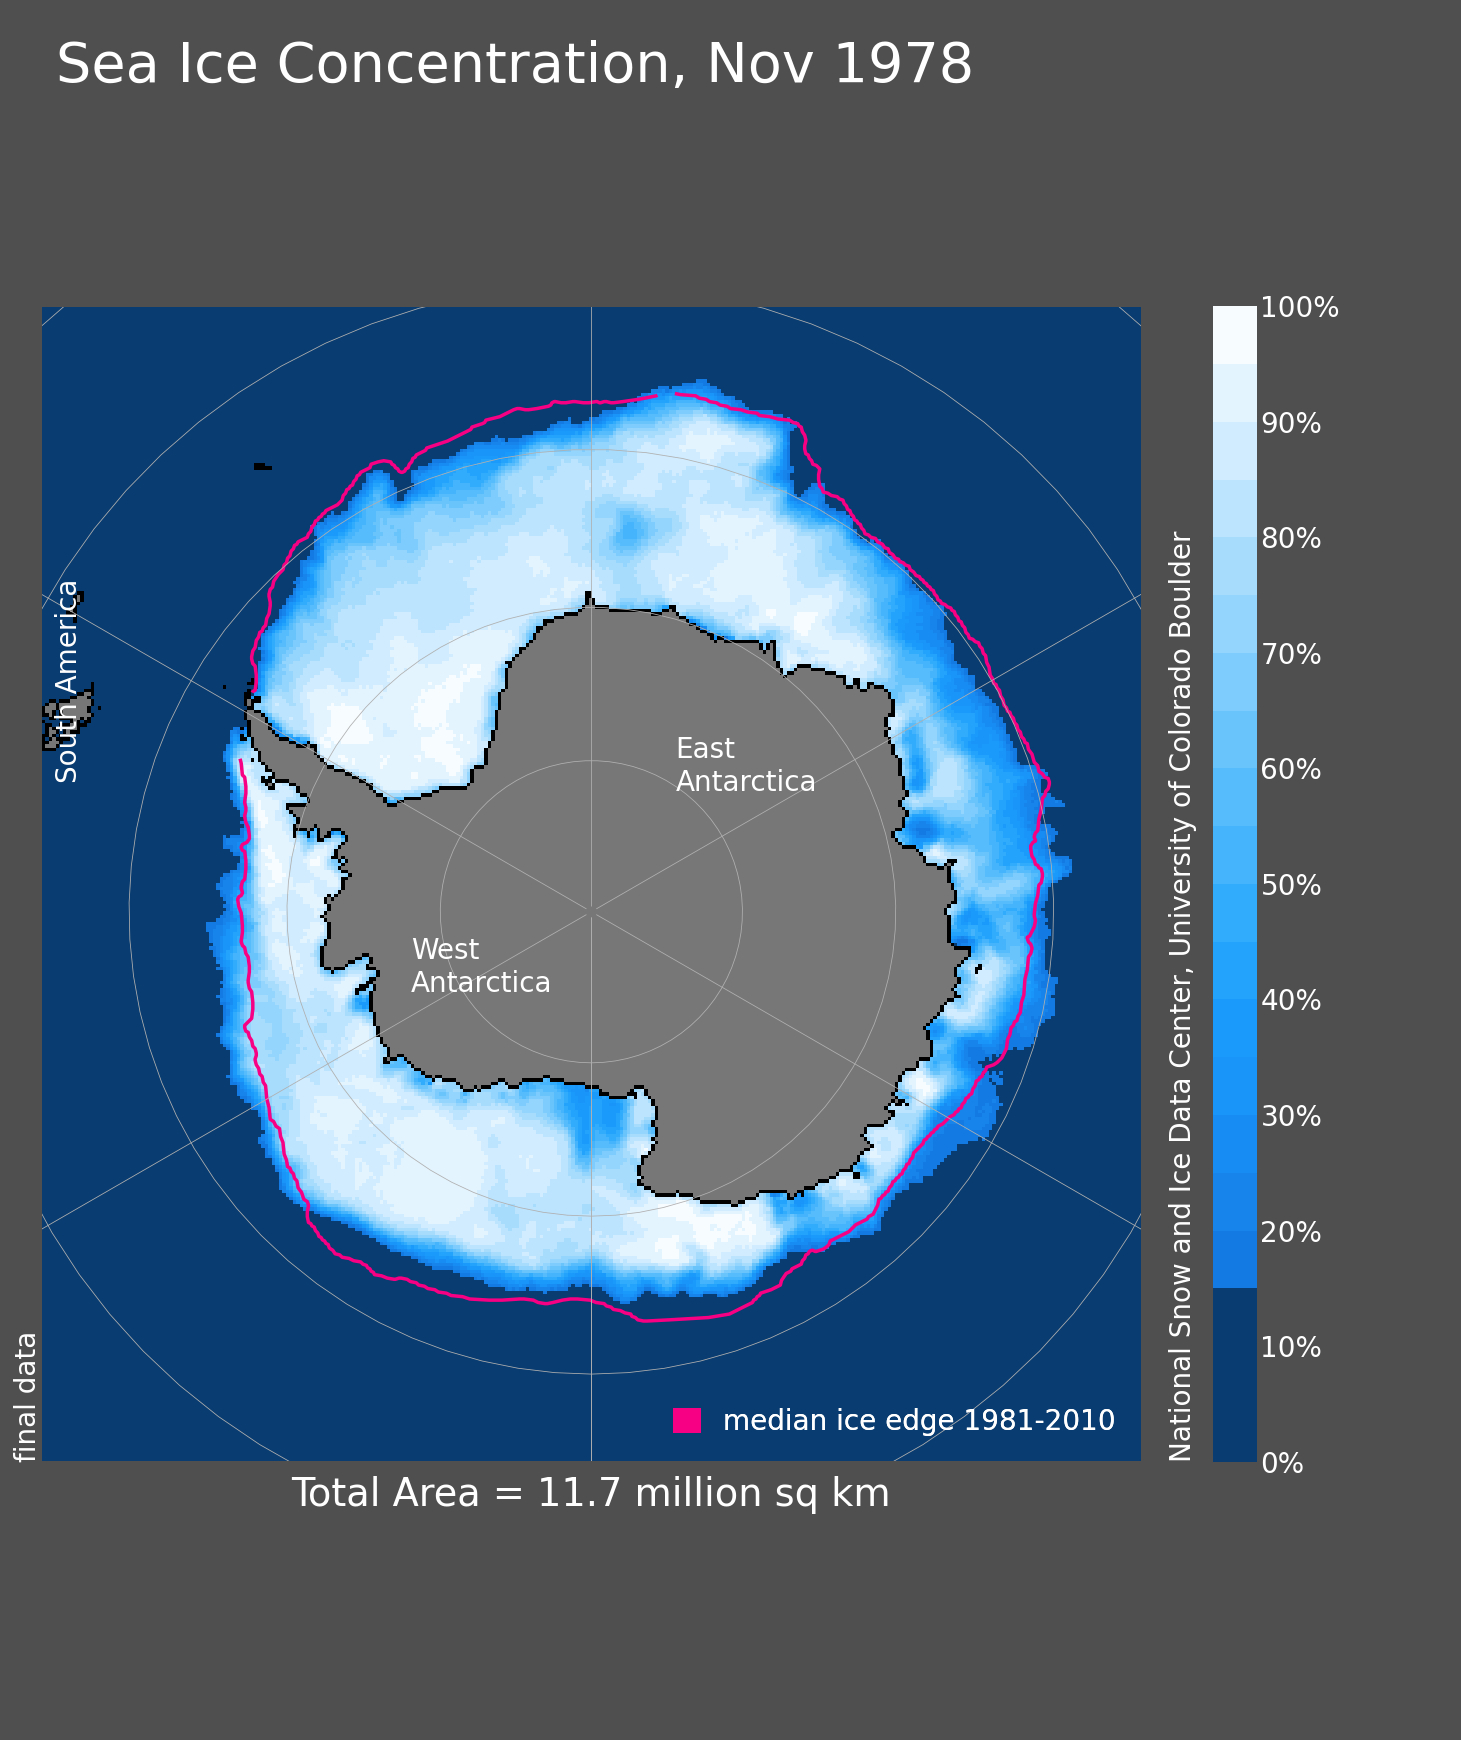 Sea Ice Concentration, Nov 1978
South America
East
Antarctica
West
Antarctica
median ice edge 1981-2010
final data
Total Area = 11.7 million sq km
National Snow and Ice Data Center, University of Colorado Boulder
100%
90%
80%
70%
60%
50%
40%
30%
20%
10%
0%